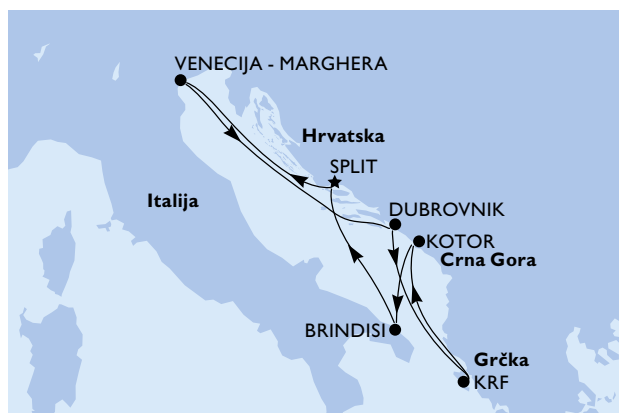 VENECIJA - MARGHERA
Hrvatska
SPLIT
Italija
DUBROVNIK
KOTOR
Crna Gora
BRINDISI
Grčka
KRF